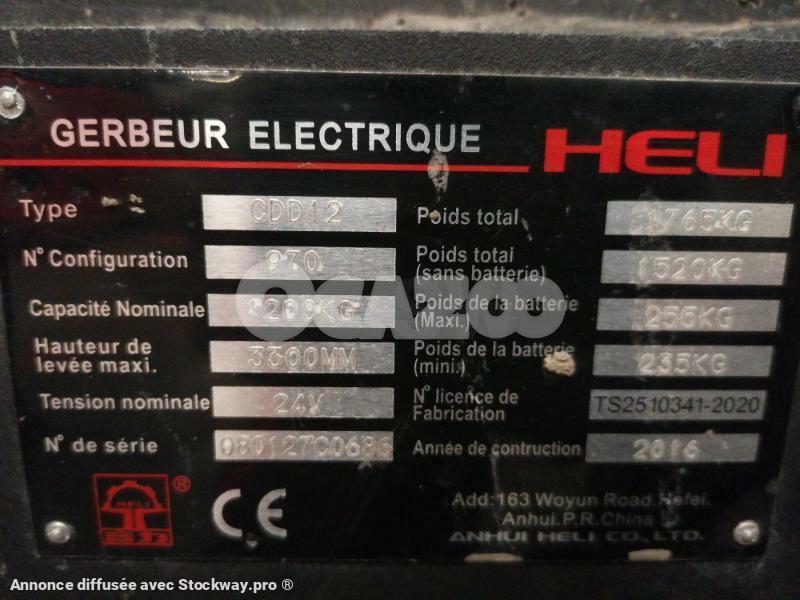 GERBEUR ELECTRIQUE HELI
Type CDD12 Poids total 1765KG
N° Configuration 970 Poids total (sans batterie) 1520KG
Capacité Nominale 1200KG Poids de la batterie (Maxi.)
Hauteur de levée maxi. 3300MM Poids de la batterie (mini.) 235KG
Tension nominale 24V N° licence de Fabrication TS2510341-2020
N° de série Année de contruction 2016
HELI ® CE
Add:163 Woyun Road.Hefei.
Anhui.P.R.China
ANHUI HELI CO.,LTD.
OCAZOO
Annonce diffusée avec Stockway.pro ®